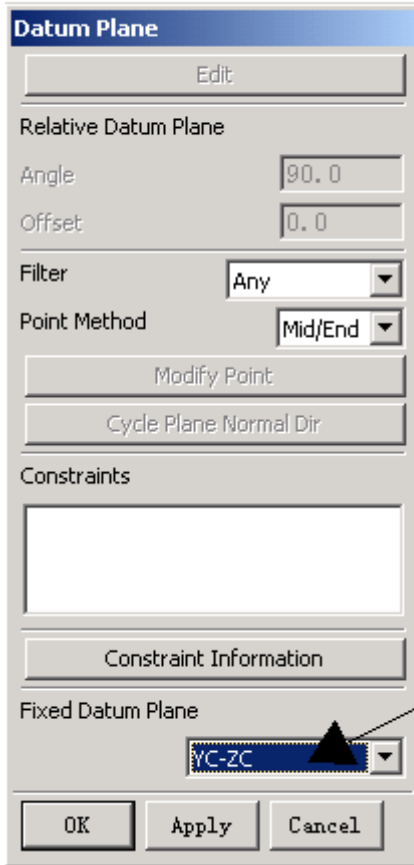 Datum Plane
Edit
Relative Datum Plane
Angle 90.0
Offset 0.0
Filter Any
Point Method Mid/End
Modify Point
Cycle Plane Normal Dir
Constraints
Constraint Information
Fixed Datum Plane
YC-ZC
OK Apply Cancel